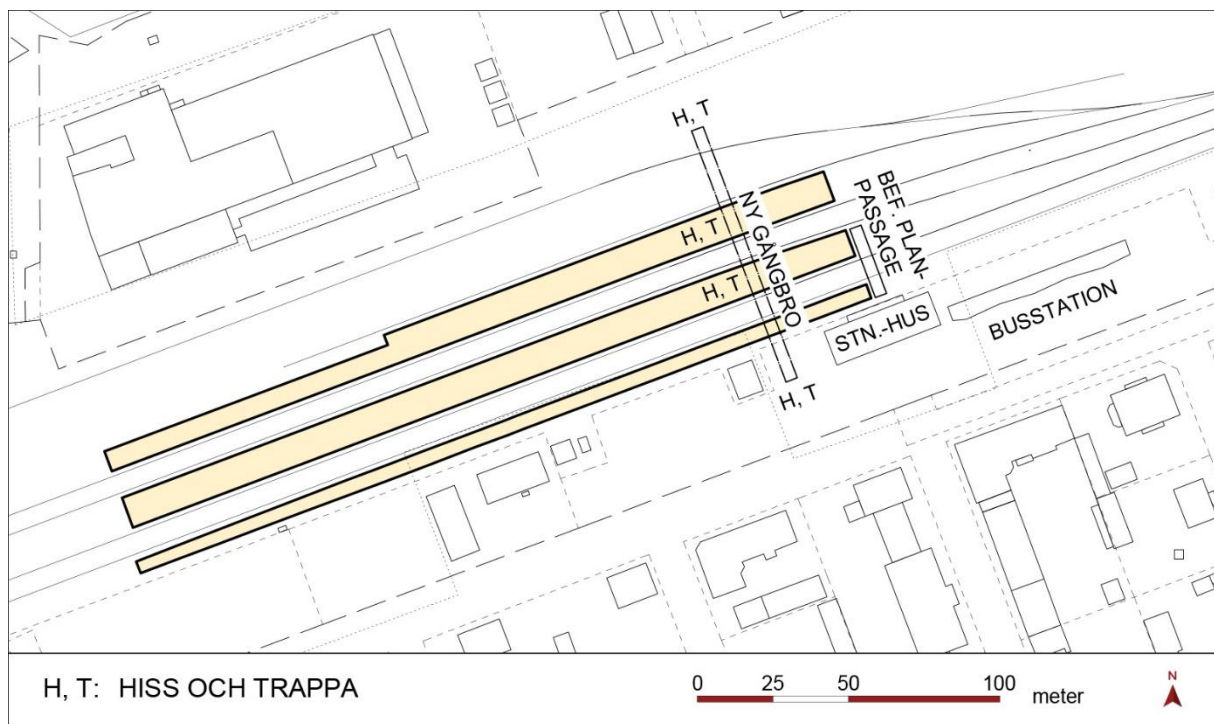 H, T
BEF. PLAN-
PASSAGE
NY GÅNGBRO
H, T
H, T
BUSSTATION
STN.-HUS
H, T
H, T: HISS OCH TRAPPA
0 25 50 100 meter
N